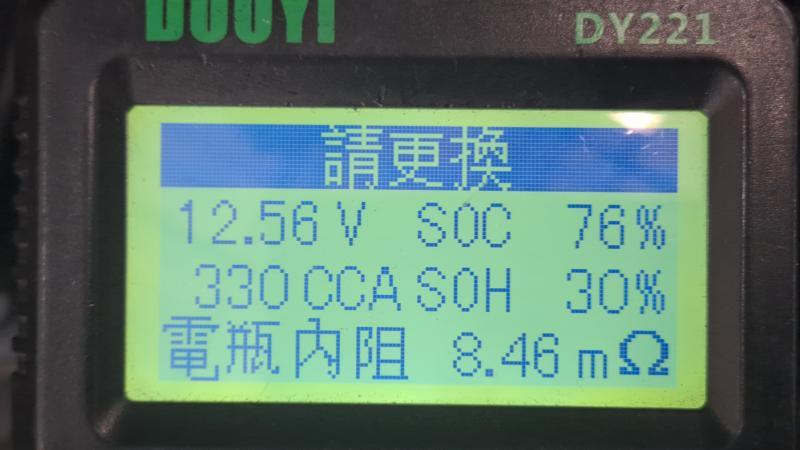 DUOYI
DY221
請更換
12.56 V SOC 76%
330 CCA SOH 30%
電瓶內阻 8.46 mΩ